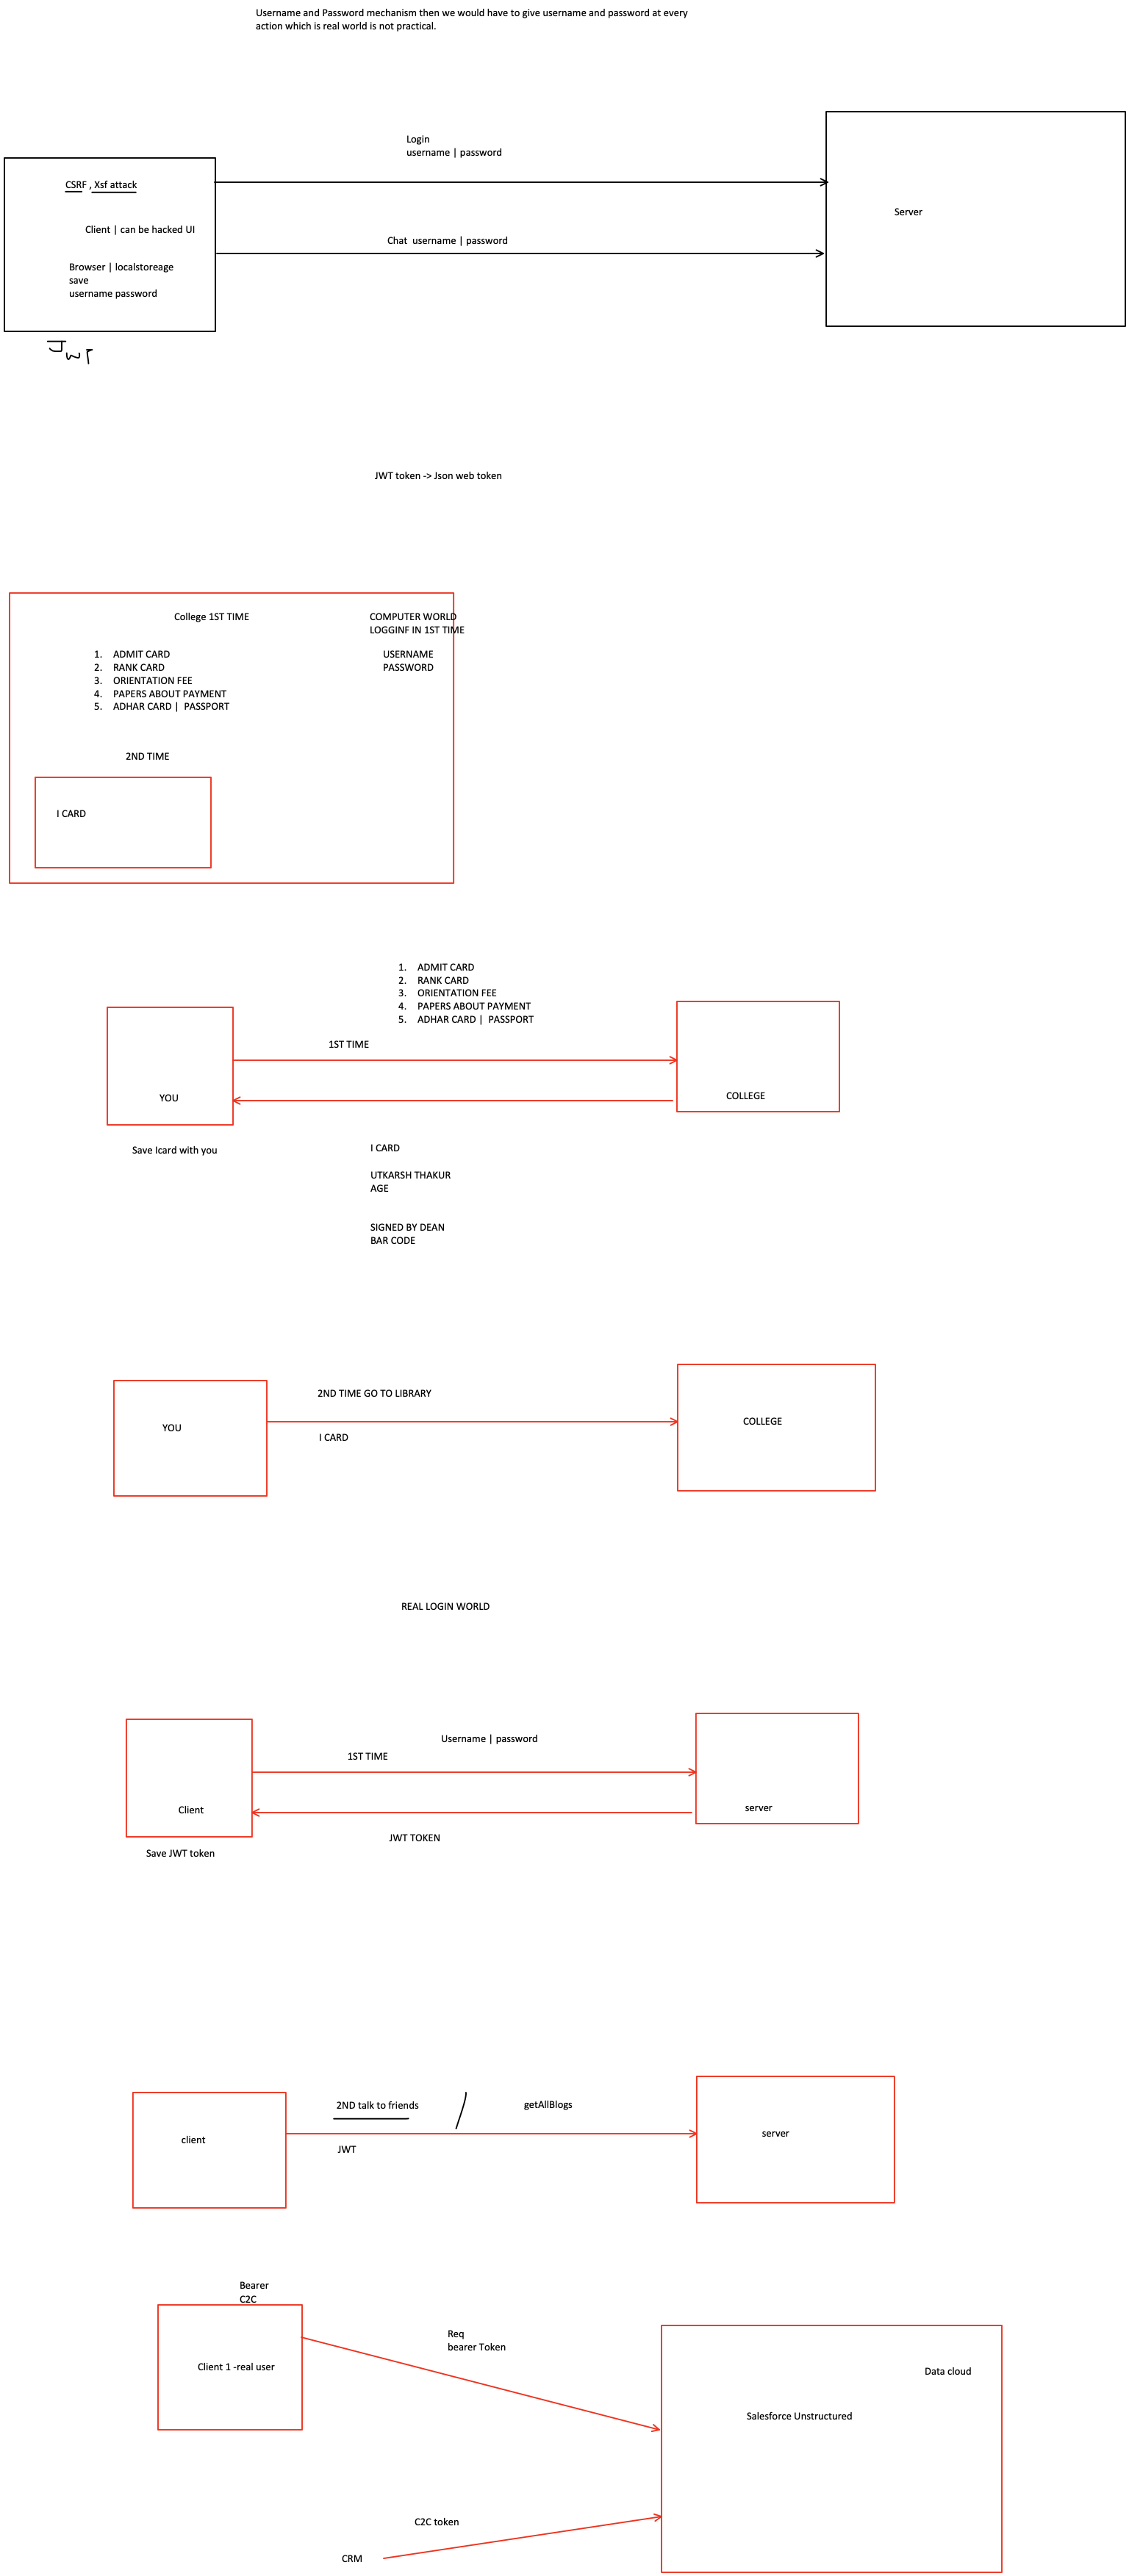 Username and Password mechanism then we would have to give username and password at every
action which is real world is not practical.
Login
username | password
CSRF , Xsf attack
Client | can be hacked UI
Browser | localstoreage
save
username password
Server
Chat  username | password
JWT
JWT token -> Json web token
College 1ST TIME
COMPUTER WORLD
LOGGINF IN 1ST TIME
1. ADMIT CARD
2. RANK CARD
3. ORIENTATION FEE
4. PAPERS ABOUT PAYMENT
5. ADHAR CARD |  PASSPORT
USERNAME
PASSWORD
2ND TIME
I CARD
1. ADMIT CARD
2. RANK CARD
3. ORIENTATION FEE
4. PAPERS ABOUT PAYMENT
5. ADHAR CARD |  PASSPORT
1ST TIME
YOU
COLLEGE
Save Icard with you
I CARD
UTKARSH THAKUR
AGE
SIGNED BY DEAN
BAR CODE
2ND TIME GO TO LIBRARY
YOU
COLLEGE
I CARD
REAL LOGIN WORLD
Username | password
1ST TIME
Client
server
JWT TOKEN
Save JWT token
2ND talk to friends
/
getAllBlogs
client
server
JWT
Bearer
C2C
Client 1 -real user
Req
bearer Token
Data cloud
Salesforce Unstructured
C2C token
CRM